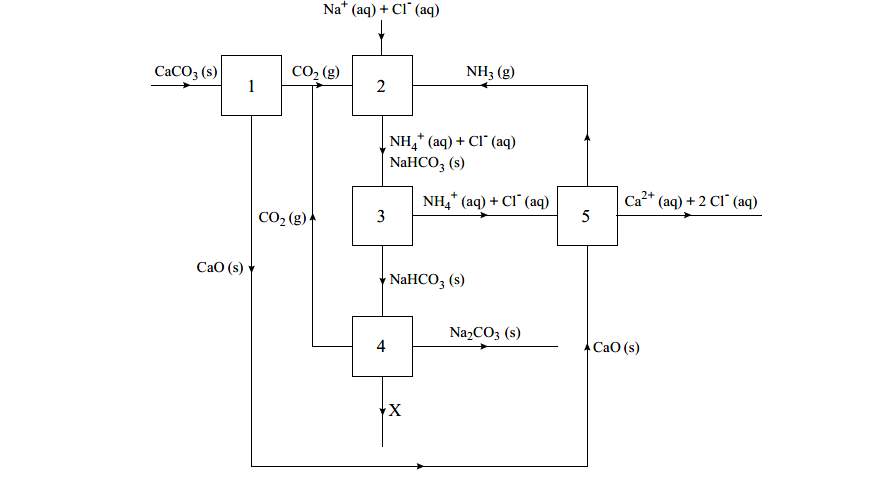 Na⁺ (aq) + Cl⁻ (aq)
CaCO₃ (s)
1
CO₂ (g)
2
NH₃ (g)
NH₄⁺ (aq) + Cl⁻ (aq)
NaHCO₃ (s)
CO₂ (g)
3
NH₄⁺ (aq) + Cl⁻ (aq)
5
Ca²⁺ (aq) + 2 Cl⁻ (aq)
CaO (s)
NaHCO₃ (s)
4
Na₂CO₃ (s)
CaO (s)
X